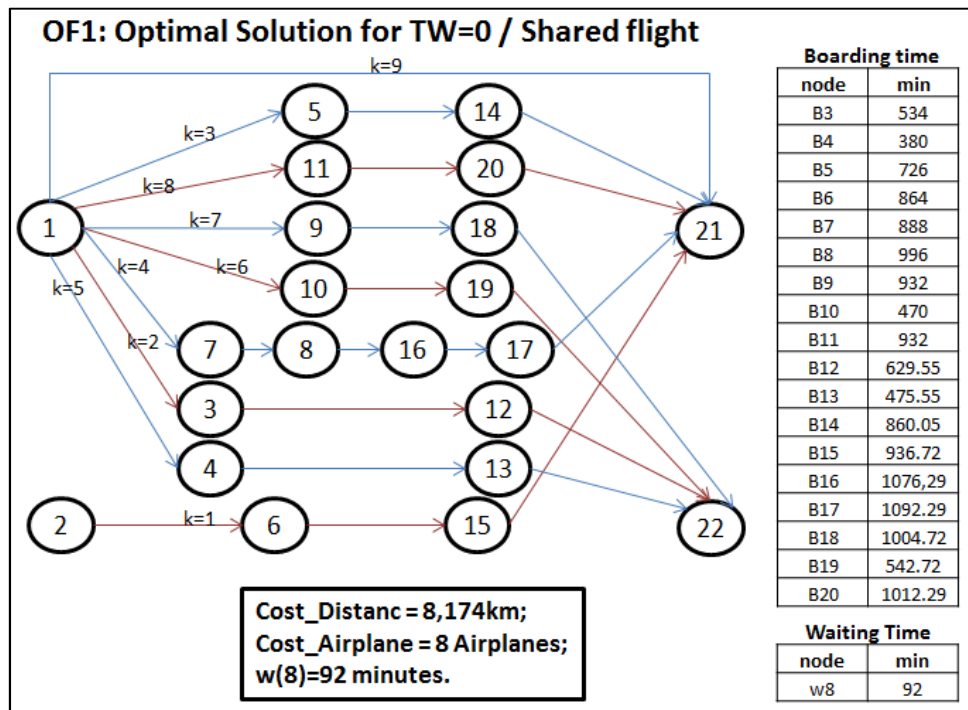 OF1: Optimal Solution for TW=0 / Shared flight
k=9
5
14
k=3
11
20
k=8
1
k=7
9
18
21
k=4
k=6
k=5
10
19
k=2
7
8
16
17
3
12
4
13
2
k=1
6
15
22
Cost_Distanc = 8,174km;
Cost_Airplane = 8 Airplanes;
w(8)=92 minutes.
Boarding time
node min
B3 534
B4 380
B5 726
B6 864
B7 888
B8 996
B9 932
B10 470
B11 932
B12 629.55
B13 475.55
B14 860.05
B15 936.72
B16 1076,29
B17 1092.29
B18 1004.72
B19 542.72
B20 1012.29
Waiting Time
node min
w8 92